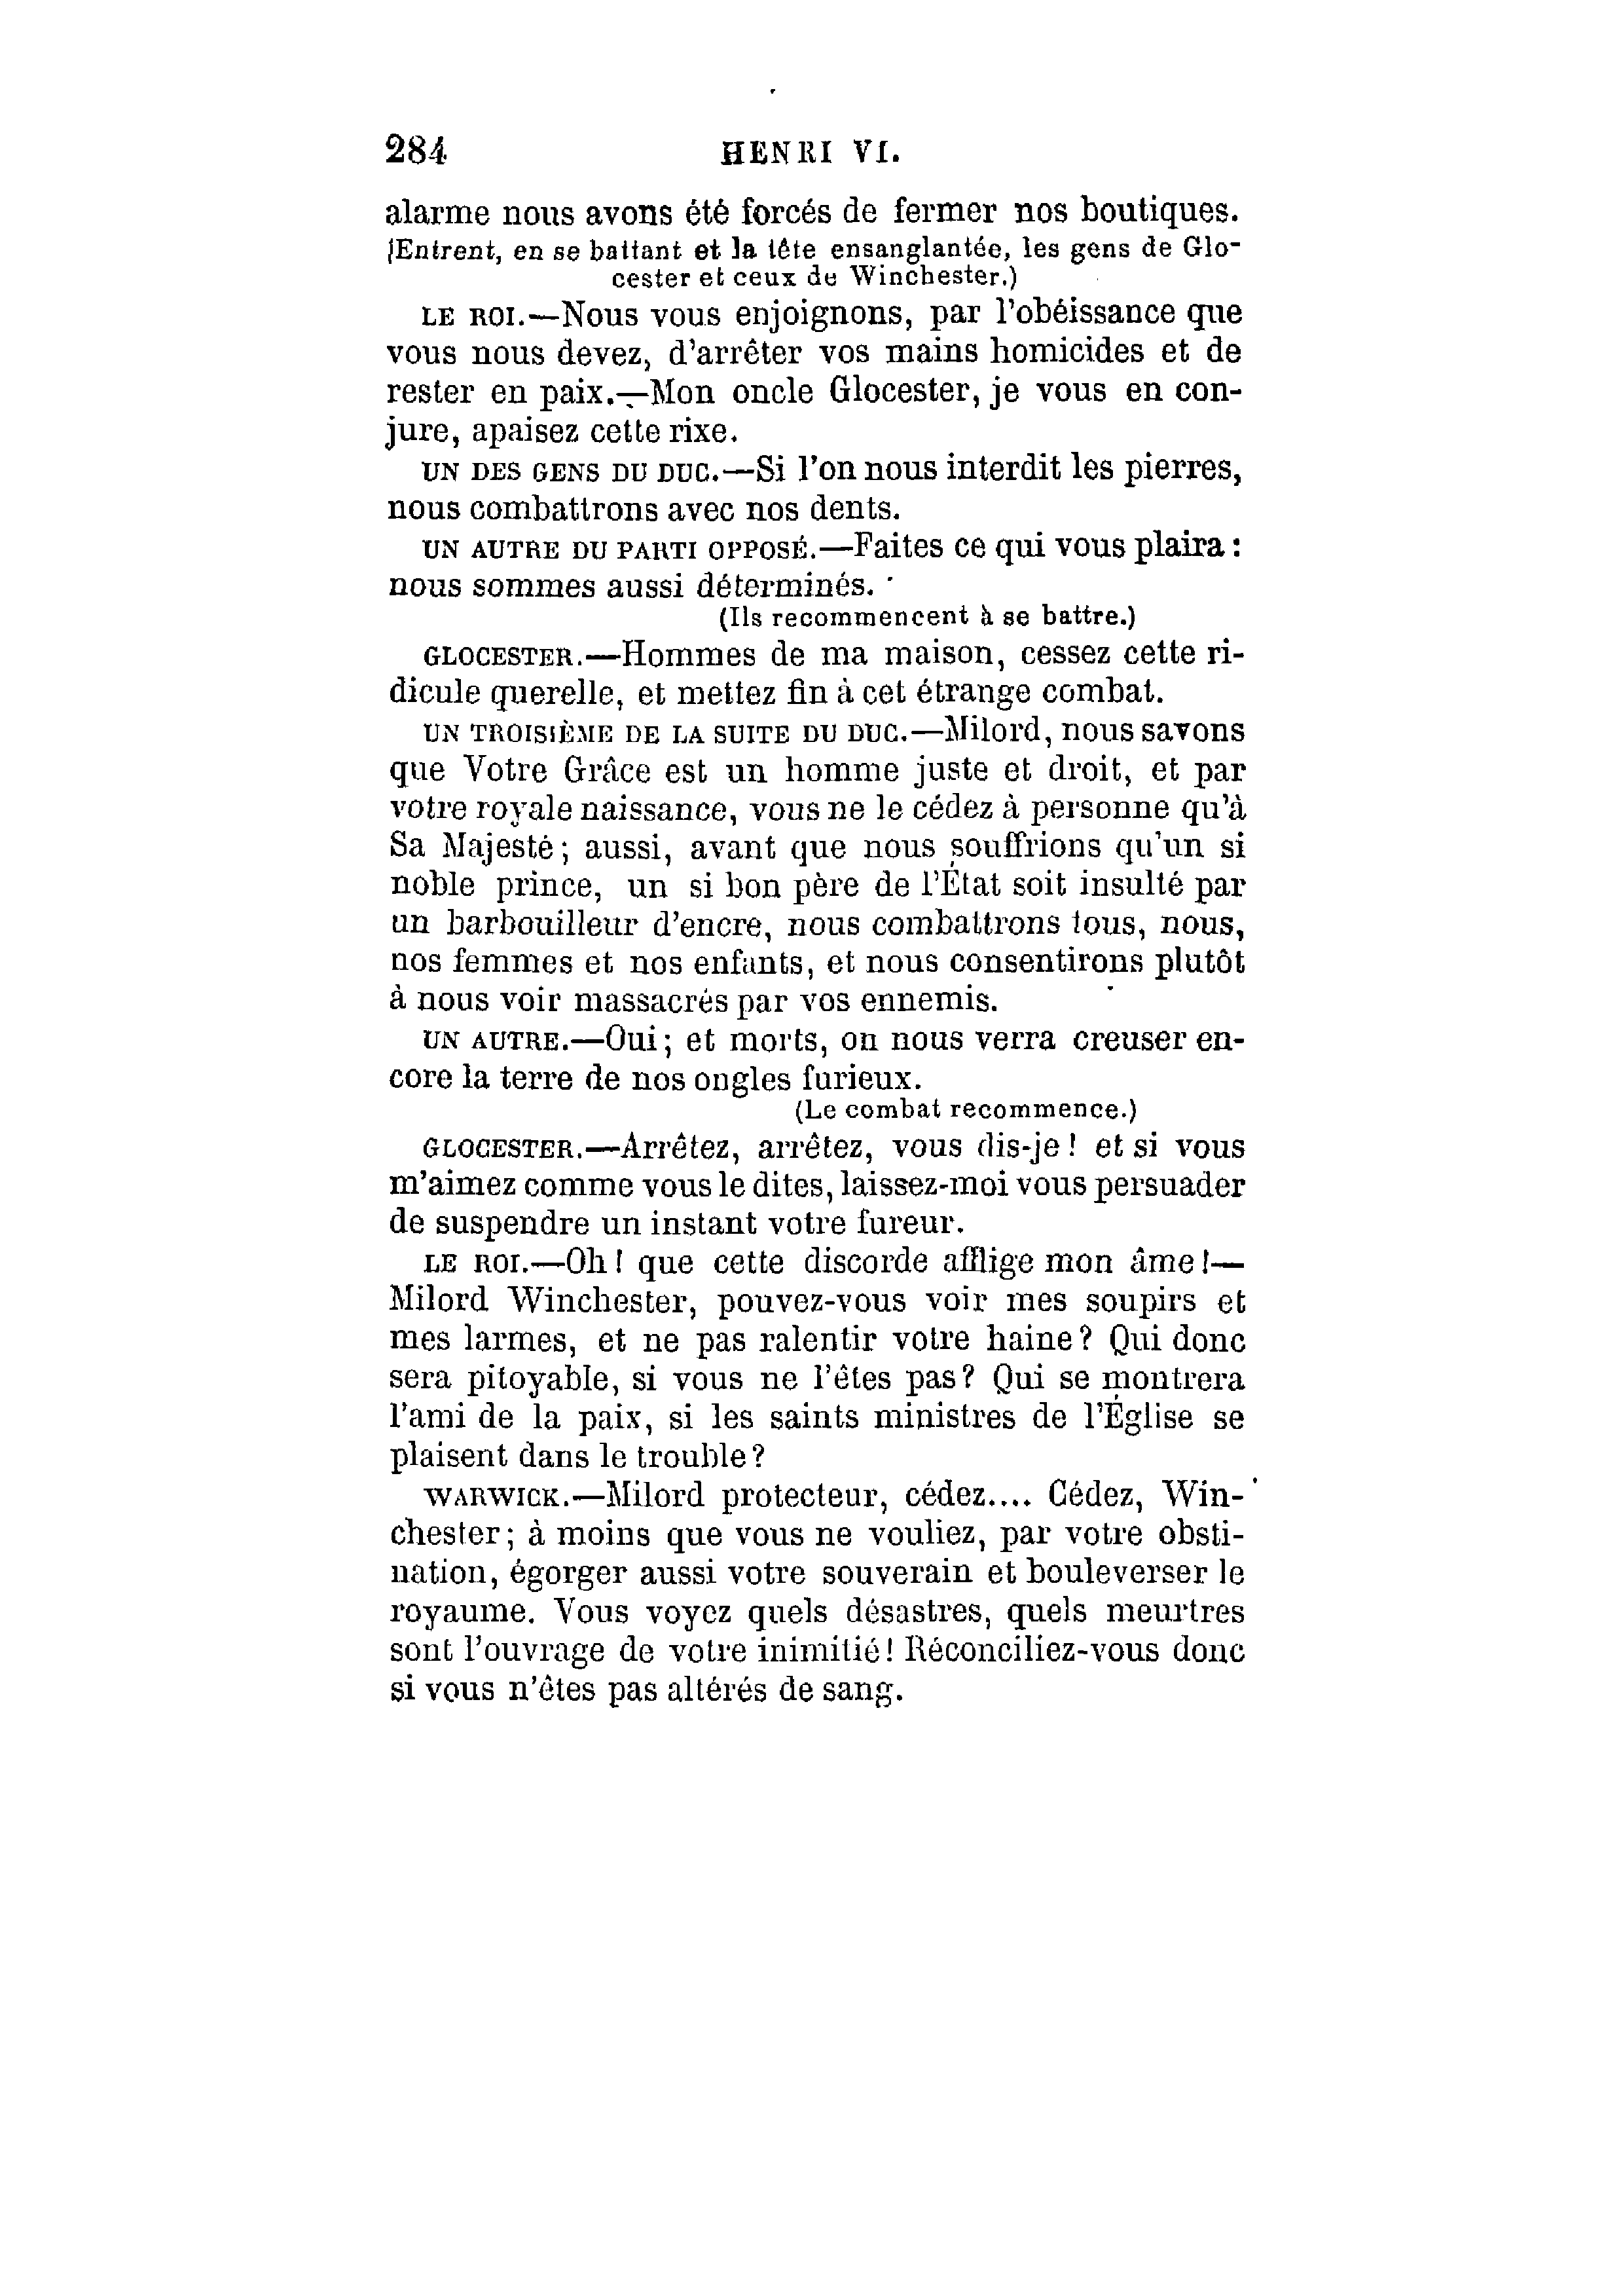 284 HENRI VI.
alarme nous avons été forcés de fermer nos boutiques.
(Entrent, en se battant et la tête ensanglantée, les gens de Glo-
cester et ceux de Winchester.)
LE ROI.—Nous vous enjoignons, par l'obéissance que
vous nous devez, d'arrêter vos mains homicides et de
rester en paix.—Mon oncle Glocester, je vous en con-
jure, apaisez cette rixe.
UN DES GENS DU DUC.—Si l'on nous interdit les pierres,
nous combattrons avec nos dents.
UN AUTRE DU PARTI OPPOSÉ.—Faites ce qui vous plaira :
nous sommes aussi déterminés.
(Ils recommencent à se battre.)
GLOCESTER.—Hommes de ma maison, cessez cette ri-
dicule querelle, et mettez fin à cet étrange combat.
UN TROISIÈME DE LA SUITE DU DUC.—Milord, nous savons
que Votre Grâce est un homme juste et droit, et par
votre royale naissance, vous ne le cédez à personne qu'à
Sa Majesté ; aussi, avant que nous souffrions qu'un si
noble prince, un si bon père de l'État soit insulté par
un barbouilleur d'encre, nous combattrons tous, nous,
nos femmes et nos enfants, et nous consentirons plutôt
à nous voir massacrés par vos ennemis.
UN AUTRE.—Oui ; et morts, on nous verra creuser en-
core la terre de nos ongles furieux.
(Le combat recommence.)
GLOCESTER.—Arrêtez, arrêtez, vous dis-je ! et si vous
m'aimez comme vous le dites, laissez-moi vous persuader
de suspendre un instant votre fureur.
LE ROI.—Oh ! que cette discorde afflige mon âme !—
Milord Winchester, pouvez-vous voir mes soupirs et
mes larmes, et ne pas ralentir votre haine ? Qui donc
sera pitoyable, si vous ne l'êtes pas ? Qui se montrera
l'ami de la paix, si les saints ministres de l'Église se
plaisent dans le trouble ?
WARWICK.—Milord protecteur, cédez.... Cédez, Win-
chester ; à moins que vous ne vouliez, par votre obsti-
nation, égorger aussi votre souverain et bouleverser le
royaume. Vous voyez quels désastres, quels meurtres
sont l'ouvrage de votre inimitié ! Réconciliez-vous donc
si vous n'êtes pas altérés de sang.